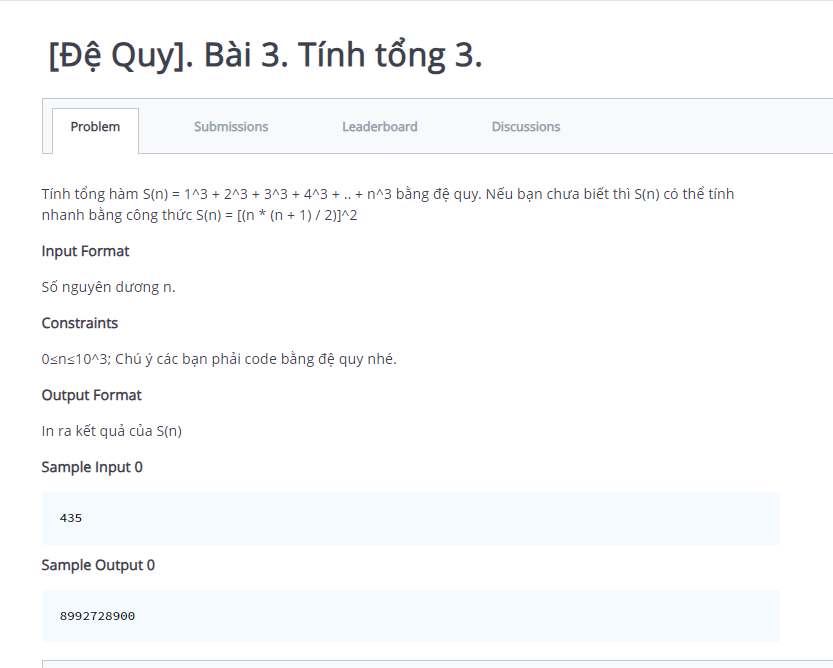 [Đệ Quy]. Bài 3. Tính tổng 3.
Problem
Submissions
Leaderboard
Discussions
Tính tổng hàm S(n) = 1^3 + 2^3 + 3^3 + 4^3 + .. + n^3 bằng đệ quy. Nếu bạn chưa biết thì S(n) có thể tính
nhanh bằng công thức S(n) = [(n * (n + 1) / 2)]^2
Input Format
Số nguyên dương n.
Constraints
0≤n≤10^3; Chú ý các bạn phải code bằng đệ quy nhé.
Output Format
In ra kết quả của S(n)
Sample Input 0
435
Sample Output 0
8992728900